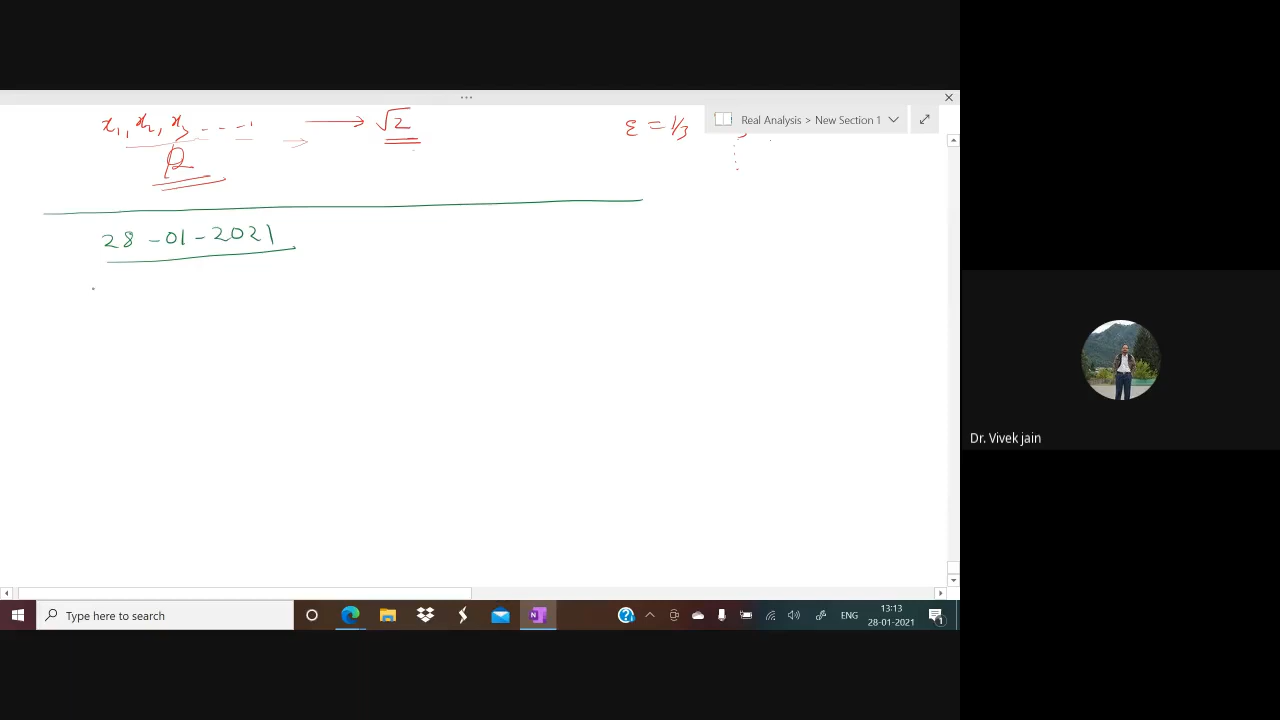 x₁, x₂, x₃ ----
⟶ √2
ε = 1/3
Real Analysis > New Section 1
28-01-2021
Dr. Vivek jain
Type here to search
ENG
13:13
28-01-2021
1